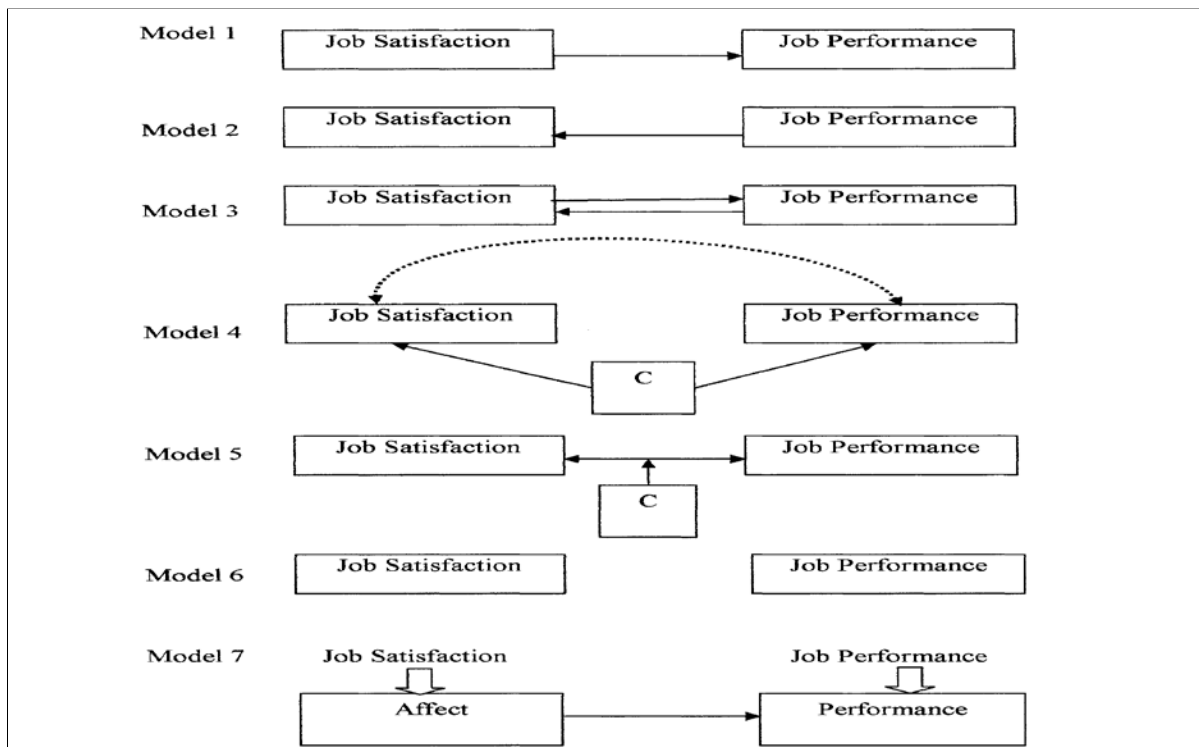 Model 1
Job Satisfaction
Job Performance
Model 2
Job Satisfaction
Job Performance
Model 3
Job Satisfaction
Job Performance
Model 4
Job Satisfaction
Job Performance
C
Model 5
Job Satisfaction
Job Performance
C
Model 6
Job Satisfaction
Job Performance
Model 7
Job Satisfaction
Job Performance
Affect
Performance